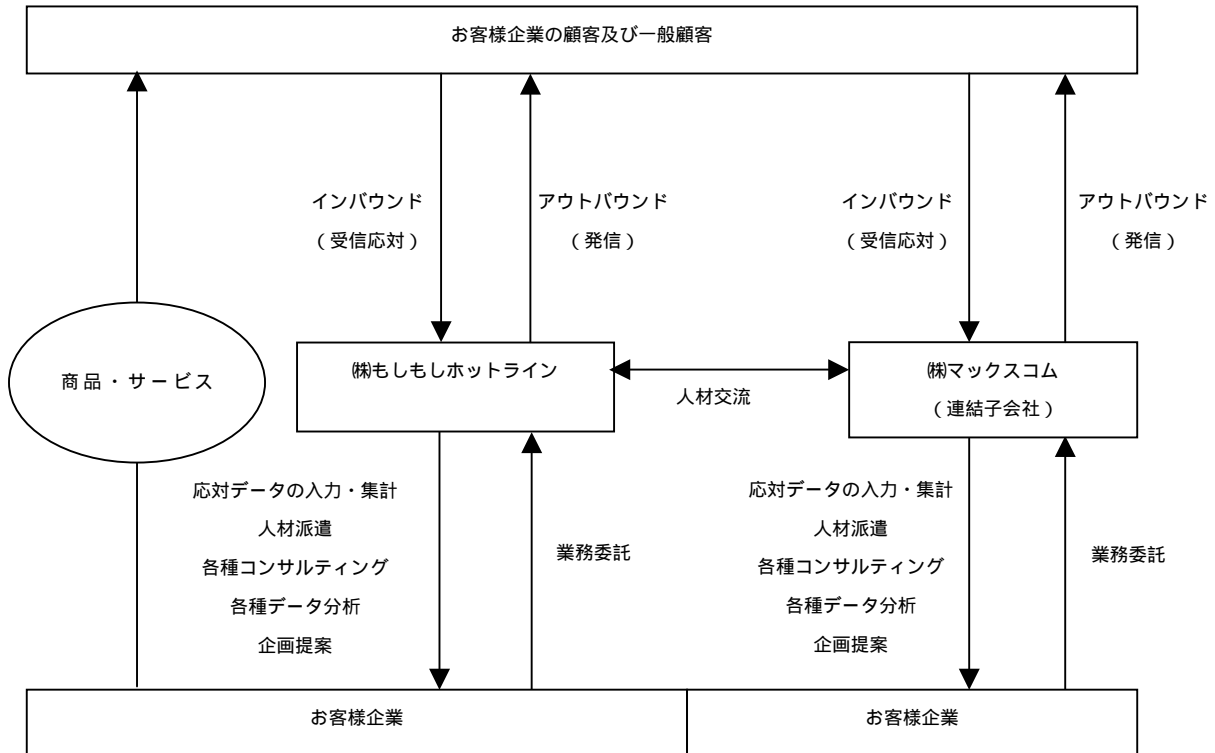 お客様企業の顧客及び一般顧客
インバウンド
（受信応対）
アウトバウンド
（発信）
インバウンド
（受信応対）
アウトバウンド
（発信）
商品・サービス
㈱もしもしホットライン
人材交流
㈱マックスコム
（連結子会社）
応対データの入力・集計
人材派遣
各種コンサルティング
各種データ分析
企画提案
業務委託
応対データの入力・集計
人材派遣
各種コンサルティング
各種データ分析
企画提案
業務委託
お客様企業
お客様企業